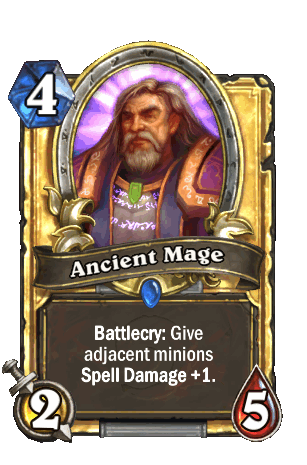 4
Ancient Mage
Battlecry: Give
adjacent minions
Spell Damage +1.
2
5